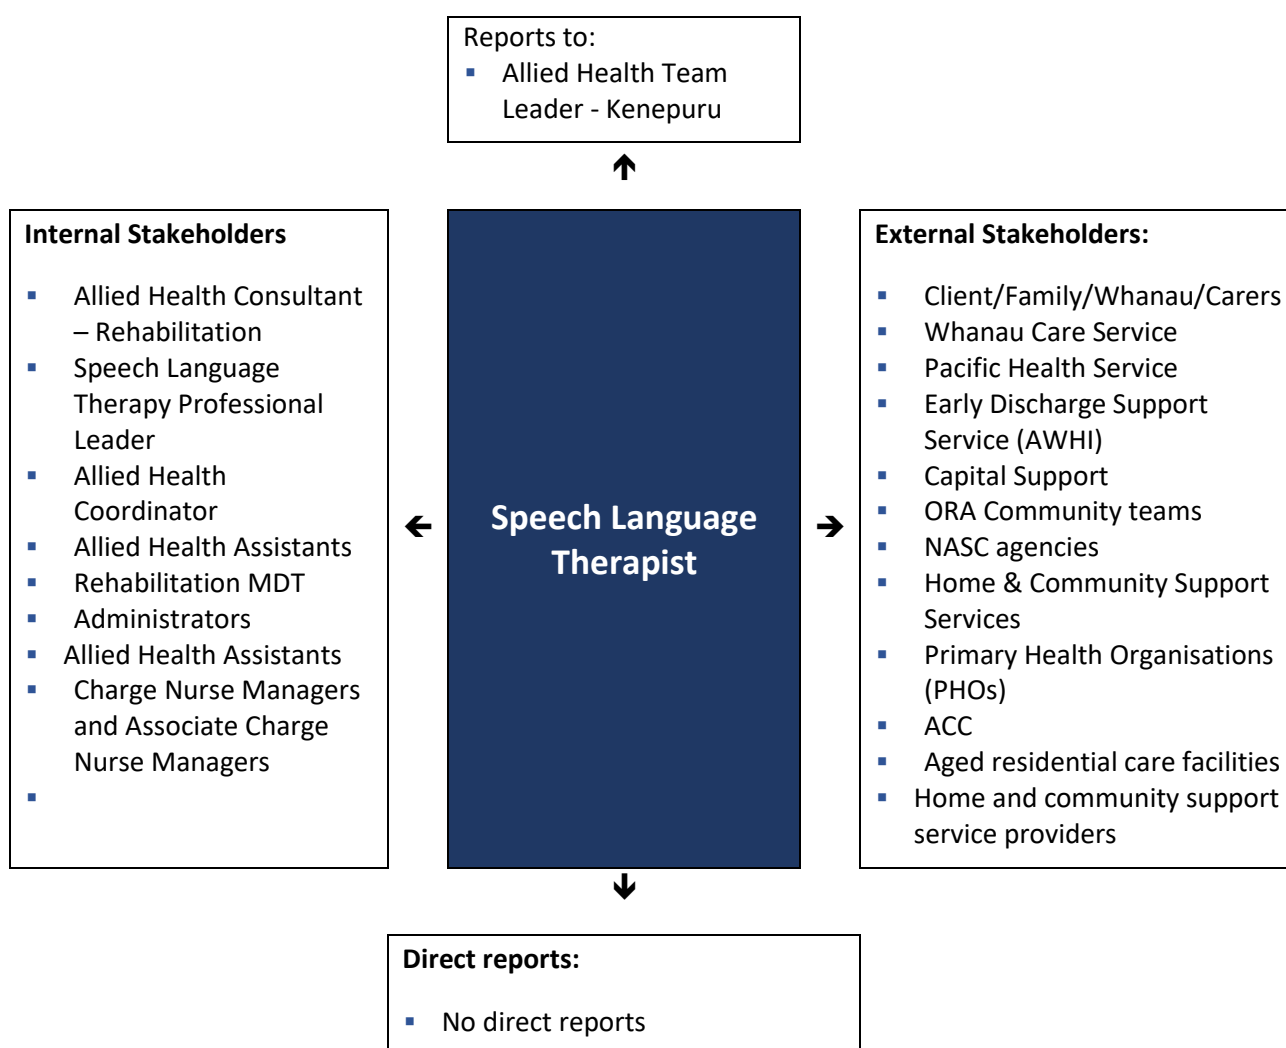 Reports to:
▪ Allied Health Team
Leader - Kenepuru
Internal Stakeholders
▪ Allied Health Consultant
– Rehabilitation
▪ Speech Language
Therapy Professional
Leader
▪ Allied Health
Coordinator
▪ Allied Health Assistants
▪ Rehabilitation MDT
▪ Administrators
▪ Allied Health Assistants
▪ Charge Nurse Managers
and Associate Charge
Nurse Managers
▪
Speech Language
Therapist
External Stakeholders:
▪ Client/Family/Whanau/Carers
▪ Whanau Care Service
▪ Pacific Health Service
▪ Early Discharge Support
Service (AWHI)
▪ Capital Support
▪ ORA Community teams
▪ NASC agencies
▪ Home & Community Support
Services
▪ Primary Health Organisations
(PHOs)
▪ ACC
▪ Aged residential care facilities
▪ Home and community support
service providers
Direct reports:
▪ No direct reports